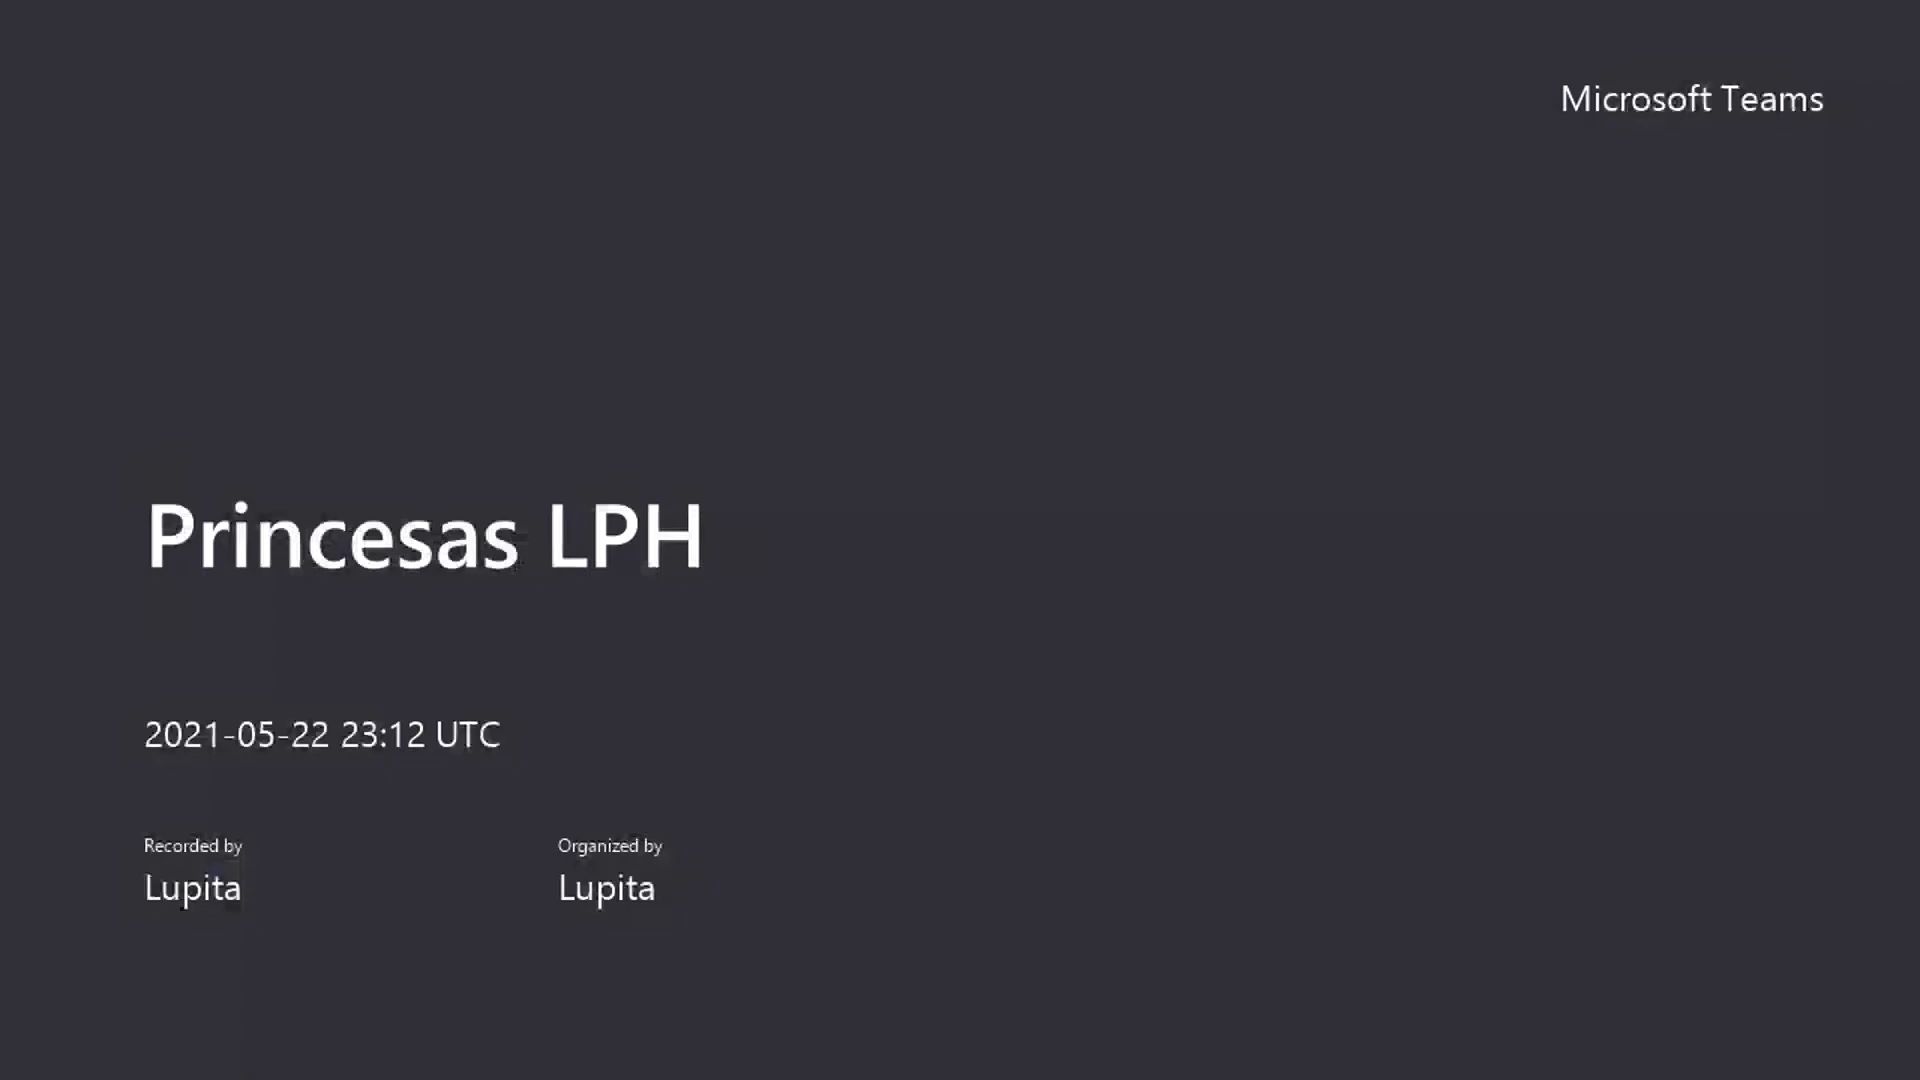 Microsoft Teams
Princesas LPH
2021-05-22 23:12 UTC
Recorded by
Lupita
Organized by
Lupita